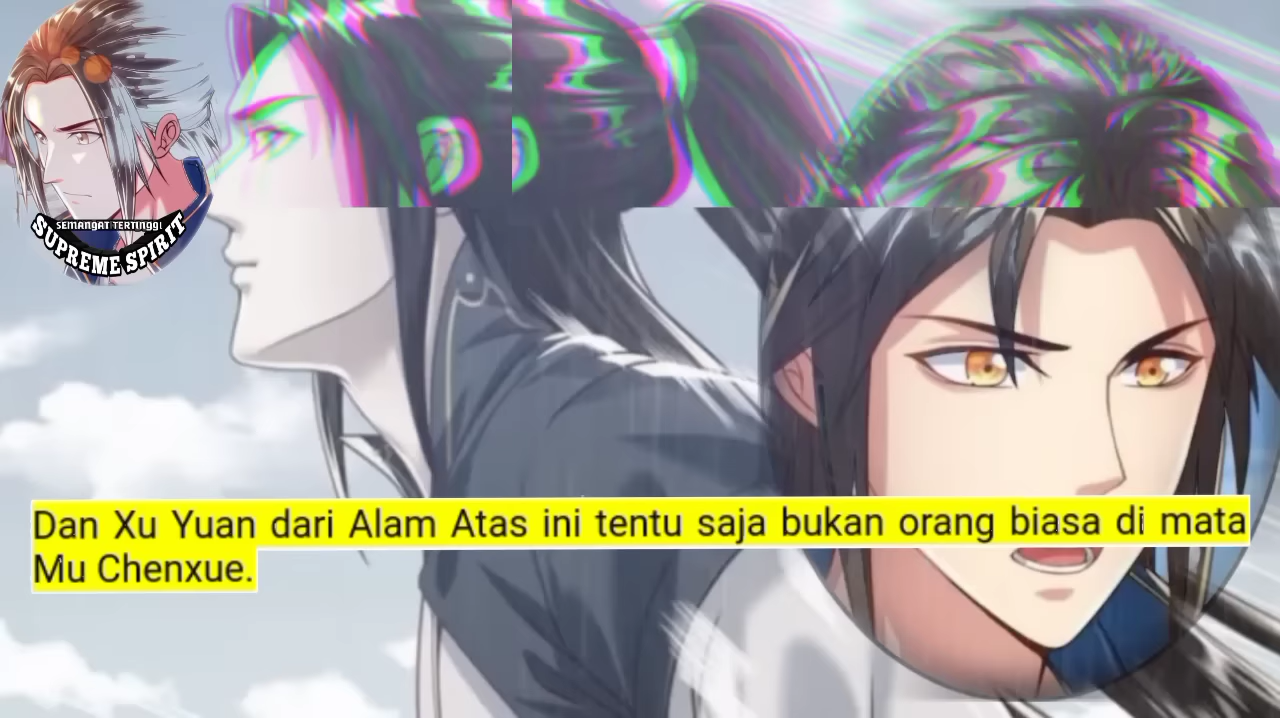 SEMANGAT TERTINGGI
SUPREME SPIRIT
Dan Xu Yuan dari Alam Atas ini tentu saja bukan orang biasa di mata
Mu Chenxue.